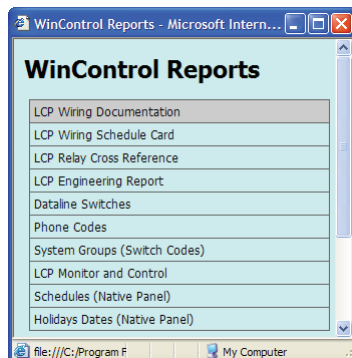 WinControl Reports - Microsoft Intern...
WinControl Reports
LCP Wiring Documentation
LCP Wiring Schedule Card
LCP Relay Cross Reference
LCP Engineering Report
Dataline Switches
Phone Codes
System Groups (Switch Codes)
LCP Monitor and Control
Schedules (Native Panel)
Holidays Dates (Native Panel)
file:///C:/Program F My Computer